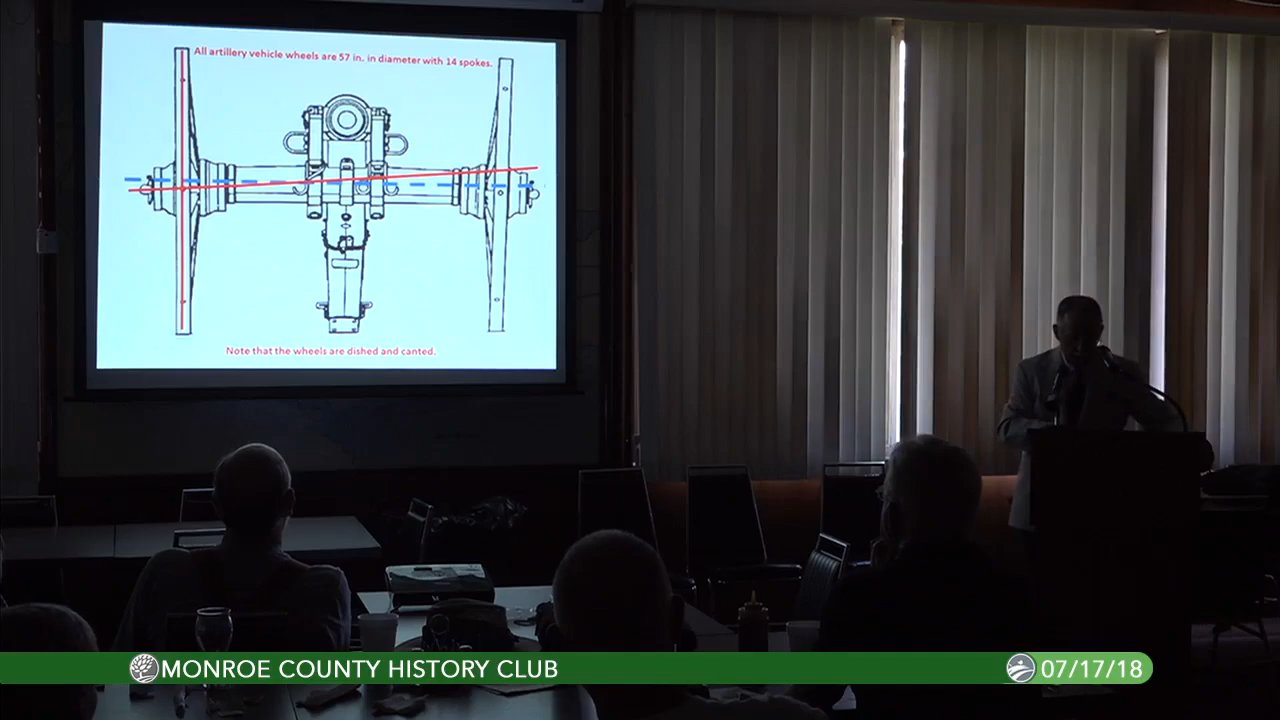 All artillery vehicle wheels are 57 in. in diameter with 14 spokes.
Note that the wheels are dished and canted.
MONROE COUNTY HISTORY CLUB
07/17/18